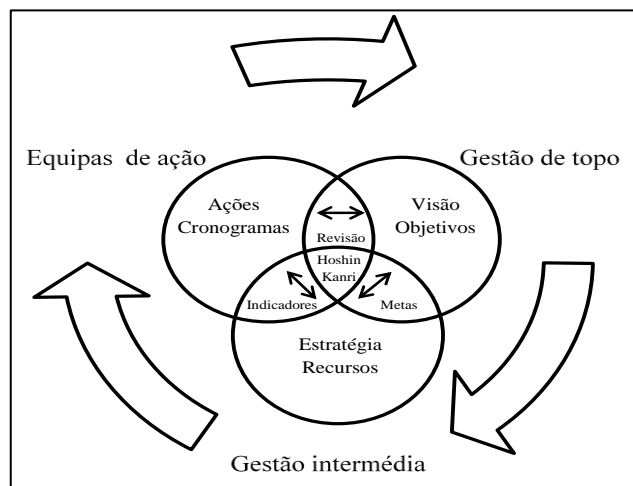 Equipas de ação
Gestão de topo
Ações
Cronogramas
Visão
Objetivos
Revisão
Hoshin
Kanri
Indicadores
Metas
Estratégia
Recursos
Gestão intermédia